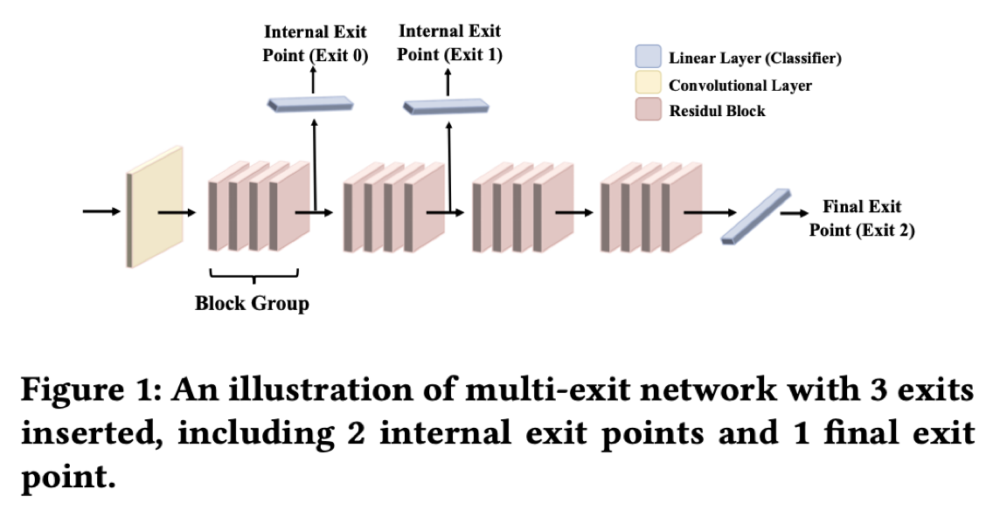 Internal Exit
Point (Exit 0)
Internal Exit
Point (Exit 1)
Linear Layer (Classifier)
Convolutional Layer
Residul Block
Final Exit
Point (Exit 2)
Block Group
Figure 1: An illustration of multi-exit network with 3 exits
inserted, including 2 internal exit points and 1 final exit
point.